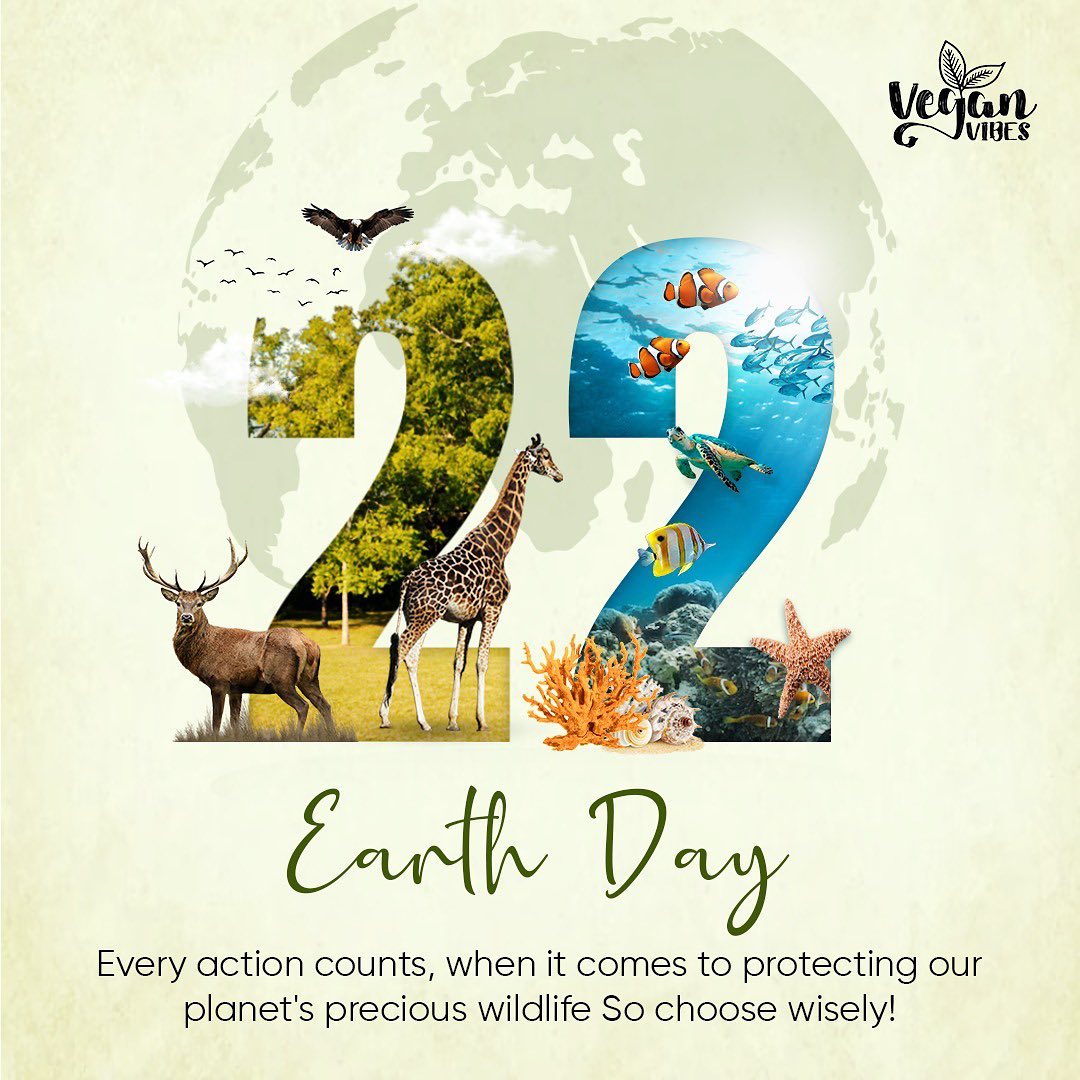 Vegan
VIBES
22
Earth Day
Every action counts, when it comes to protecting our
planet's precious wildlife So choose wisely!